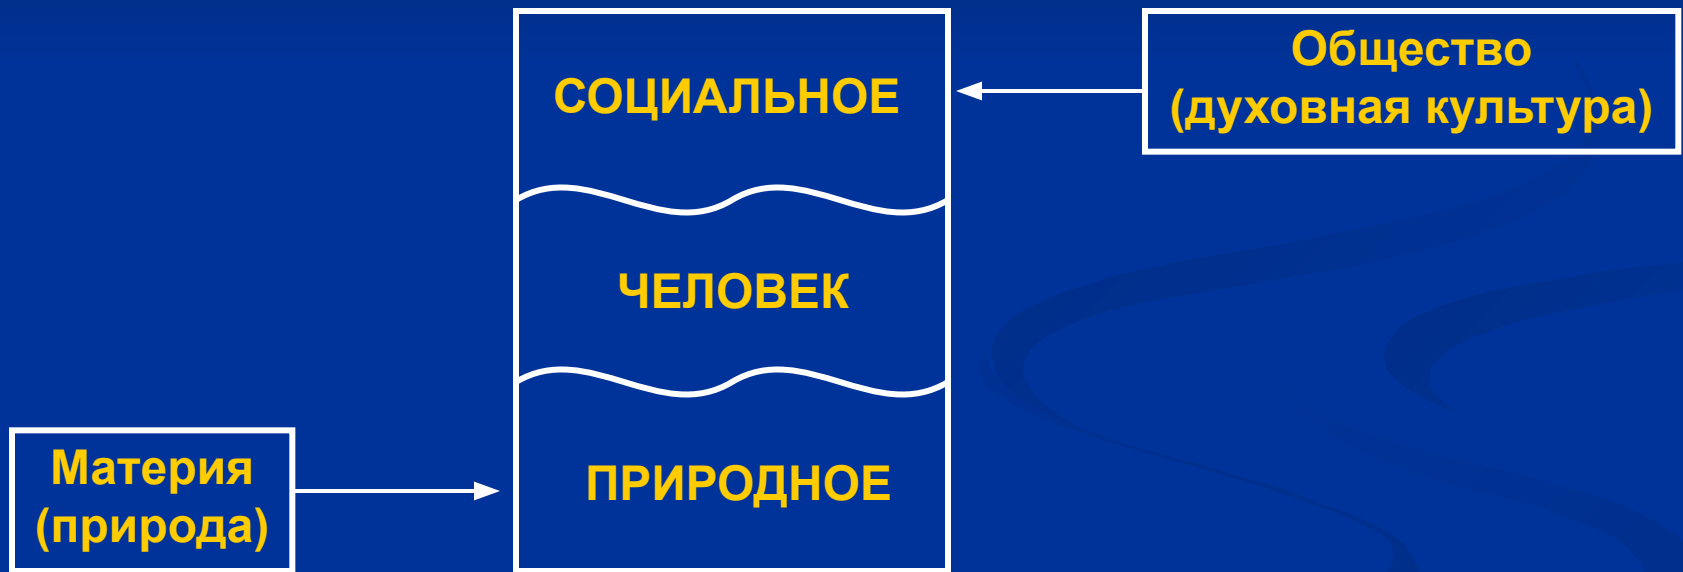 СОЦИАЛЬНОЕ
Общество
(духовная культура)
ЧЕЛОВЕК
Материя
(природа)
ПРИРОДНОЕ